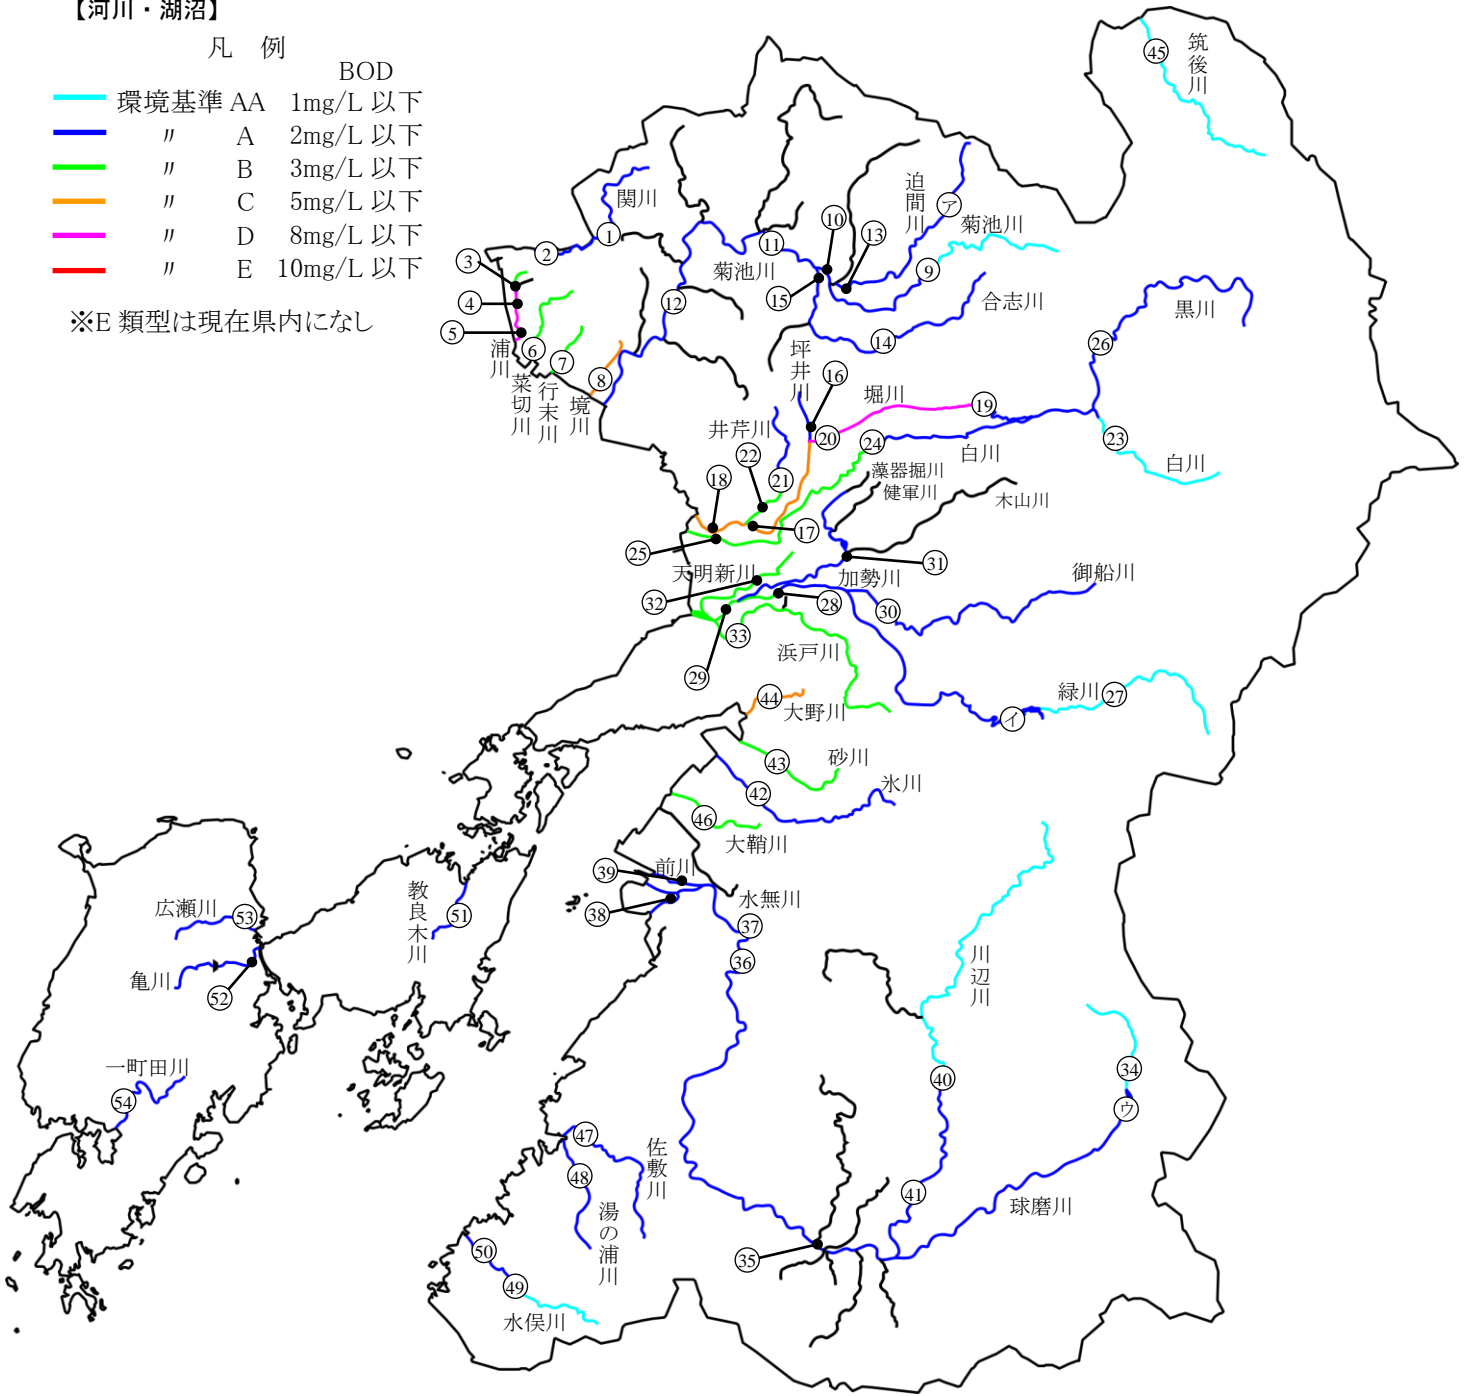 【河川・湖沼】
凡 例
BOD
環境基準 AA 1mg/L 以下
〃 A 2mg/L 以下
〃 B 3mg/L 以下
〃 C 5mg/L 以下
〃 D 8mg/L 以下
〃 E 10mg/L 以下
※E 類型は現在県内になし
㊺
筑後川
関川
①
②
③
④
⑤
浦川
⑥
菜切川
⑦
行末川
⑧
境川
迫間川
㋐
菊池川
⑨
⑩
⑬
⑪
菊池川
⑮
⑫
合志川
⑭
黒川
㉖
坪井川
⑯
堀川
⑲
⑳
㉔
白川
㉓
白川
井芹川
㉒
㉑
⑱
⑰
㉕
藻器堀川
健軍川
木山川
㉛
天明新川
加勢川
御船川
㉜
㉘
㉚
㉝
㉙
浜戸川
緑川
㉗
㋑
㊹
大野川
㊸
砂川
㊷
氷川
㊻
大鞘川
㊴
前川
㊳
水無川
㊲
㊱
教良木川
51
広瀬川
53
亀川
52
一町田川
54
川辺川
㊵
㊶
㉞
㋒
球磨川
㉟
㊼
佐敷川
㊽
湯の浦川
㊿
㊾
水俣川